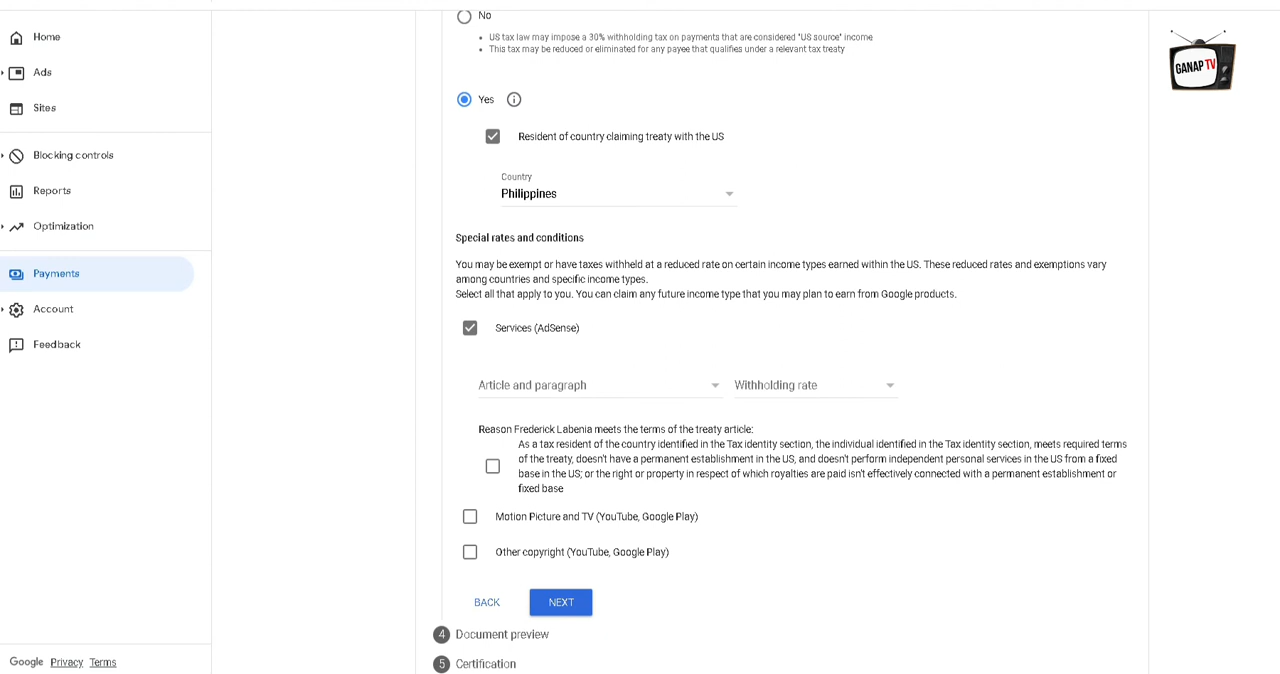 Home
Ads
Sites
Blocking controls
Reports
Optimization
Payments
Account
Feedback
Google Privacy Terms
No
US tax law may impose a 30% withholding tax on payments that are considered "US source" income
This tax may be reduced or eliminated for any payee that qualifies under a relevant tax treaty
Yes
Resident of country claiming treaty with the US
Country
Philippines
Special rates and conditions
You may be exempt or have taxes withheld at a reduced rate on certain income types earned within the US. These reduced rates and exemptions vary
among countries and specific income types.
Select all that apply to you. You can claim any future income type that you may plan to earn from Google products.
Services (AdSense)
Article and paragraph
Withholding rate
Reason Frederick Labenia meets the terms of the treaty article:
As a tax resident of the country identified in the Tax identity section, the individual identified in the Tax identity section, meets required terms
of the treaty, doesn't have a permanent establishment in the US, and doesn't perform independent personal services in the US from a fixed
base in the US; or the right or property in respect of which royalties are paid isn't effectively connected with a permanent establishment or
fixed base
Motion Picture and TV (YouTube, Google Play)
Other copyright (YouTube, Google Play)
BACK
NEXT
4 Document preview
5 Certification
GANAP TV